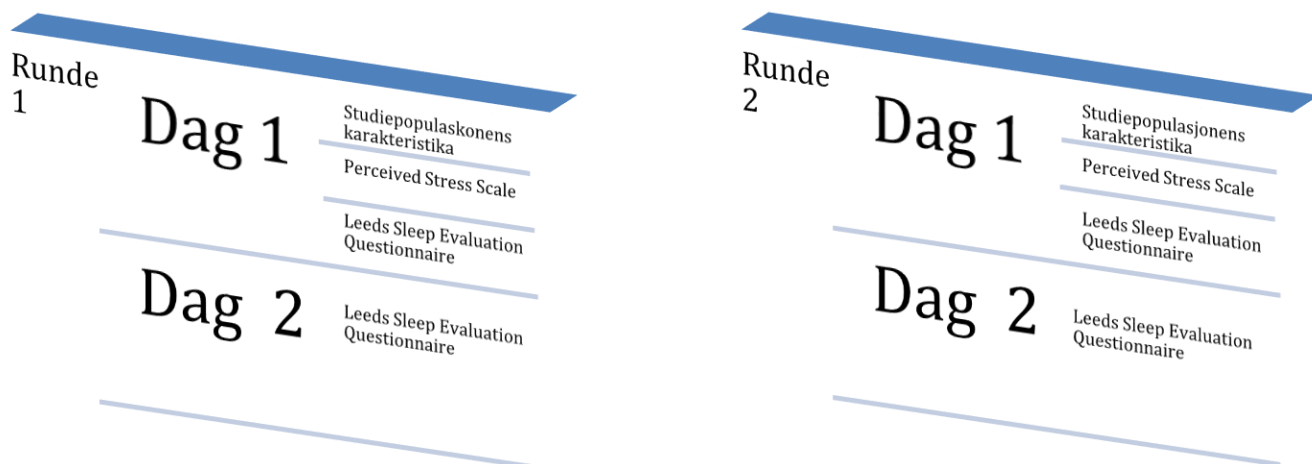 Runde
1
Dag 1
Studiepopulaskonens
karakteristika
Perceived Stress Scale
Leeds Sleep Evaluation
Questionnaire
Dag 2
Leeds Sleep Evaluation
Questionnaire
Runde
2
Dag 1
Studiepopulasjonens
karakteristika
Perceived Stress Scale
Leeds Sleep Evaluation
Questionnaire
Dag 2
Leeds Sleep Evaluation
Questionnaire